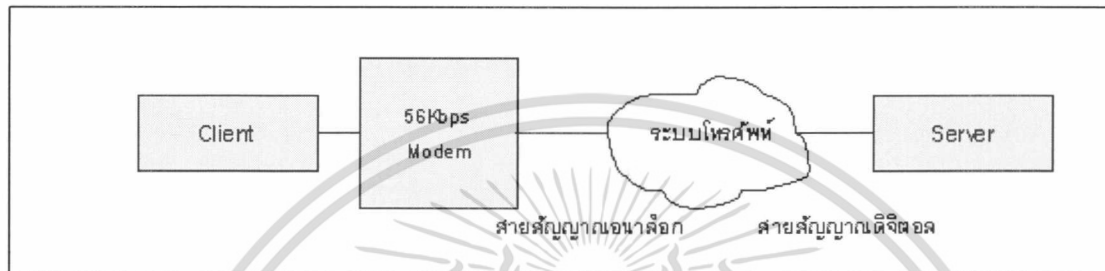 Client
56Kbps
Modem
ระบบโทรศัพท์
Server
สายสัญญาณอนาล็อก
สายสัญญาณดิจิตอล